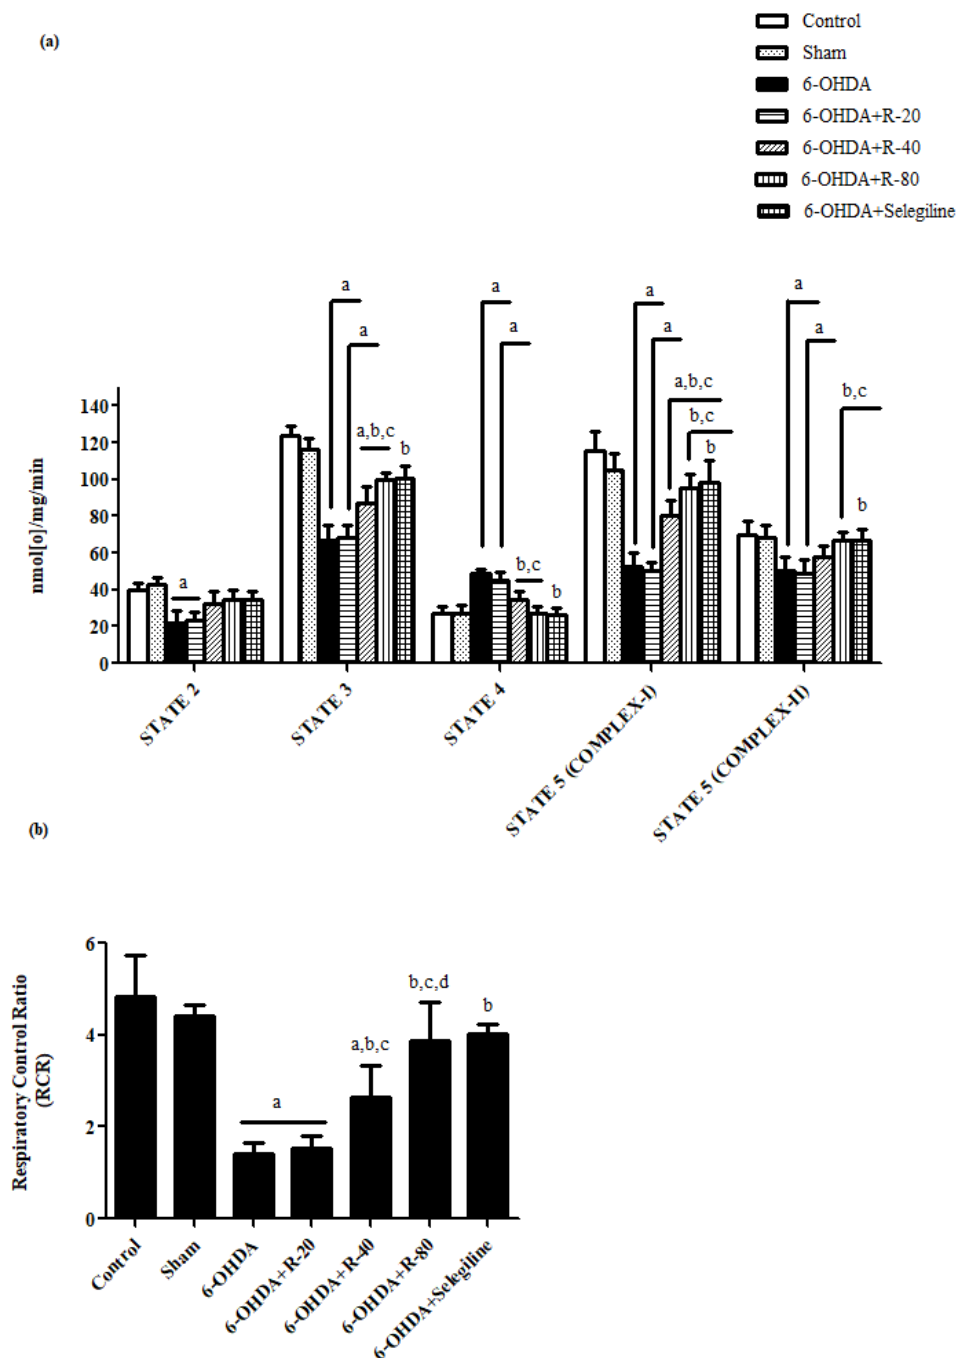 (a)
Control
Sham
6-OHDA
6-OHDA+R-20
6-OHDA+R-40
6-OHDA+R-80
6-OHDA+Selegiline
a a a a
a a a a
a,b,c b,c
b,c
a,b,c b b
b,c b
a b
nmol[o]/mg/min
140
120
100
80
60
40
20
0
STATE 2
STATE 3
STATE 4
STATE 5 (COMPLEX-I)
STATE 5 (COMPLEX-II)
(b)
Respiratory Control Ratio
(RCR)
6
4
2
0
b,c,d
b
a,b,c
a
Control
Sham
6-OHDA
6-OHDA+R-20
6-OHDA+R-40
6-OHDA+R-80
6-OHDA+Selegiline